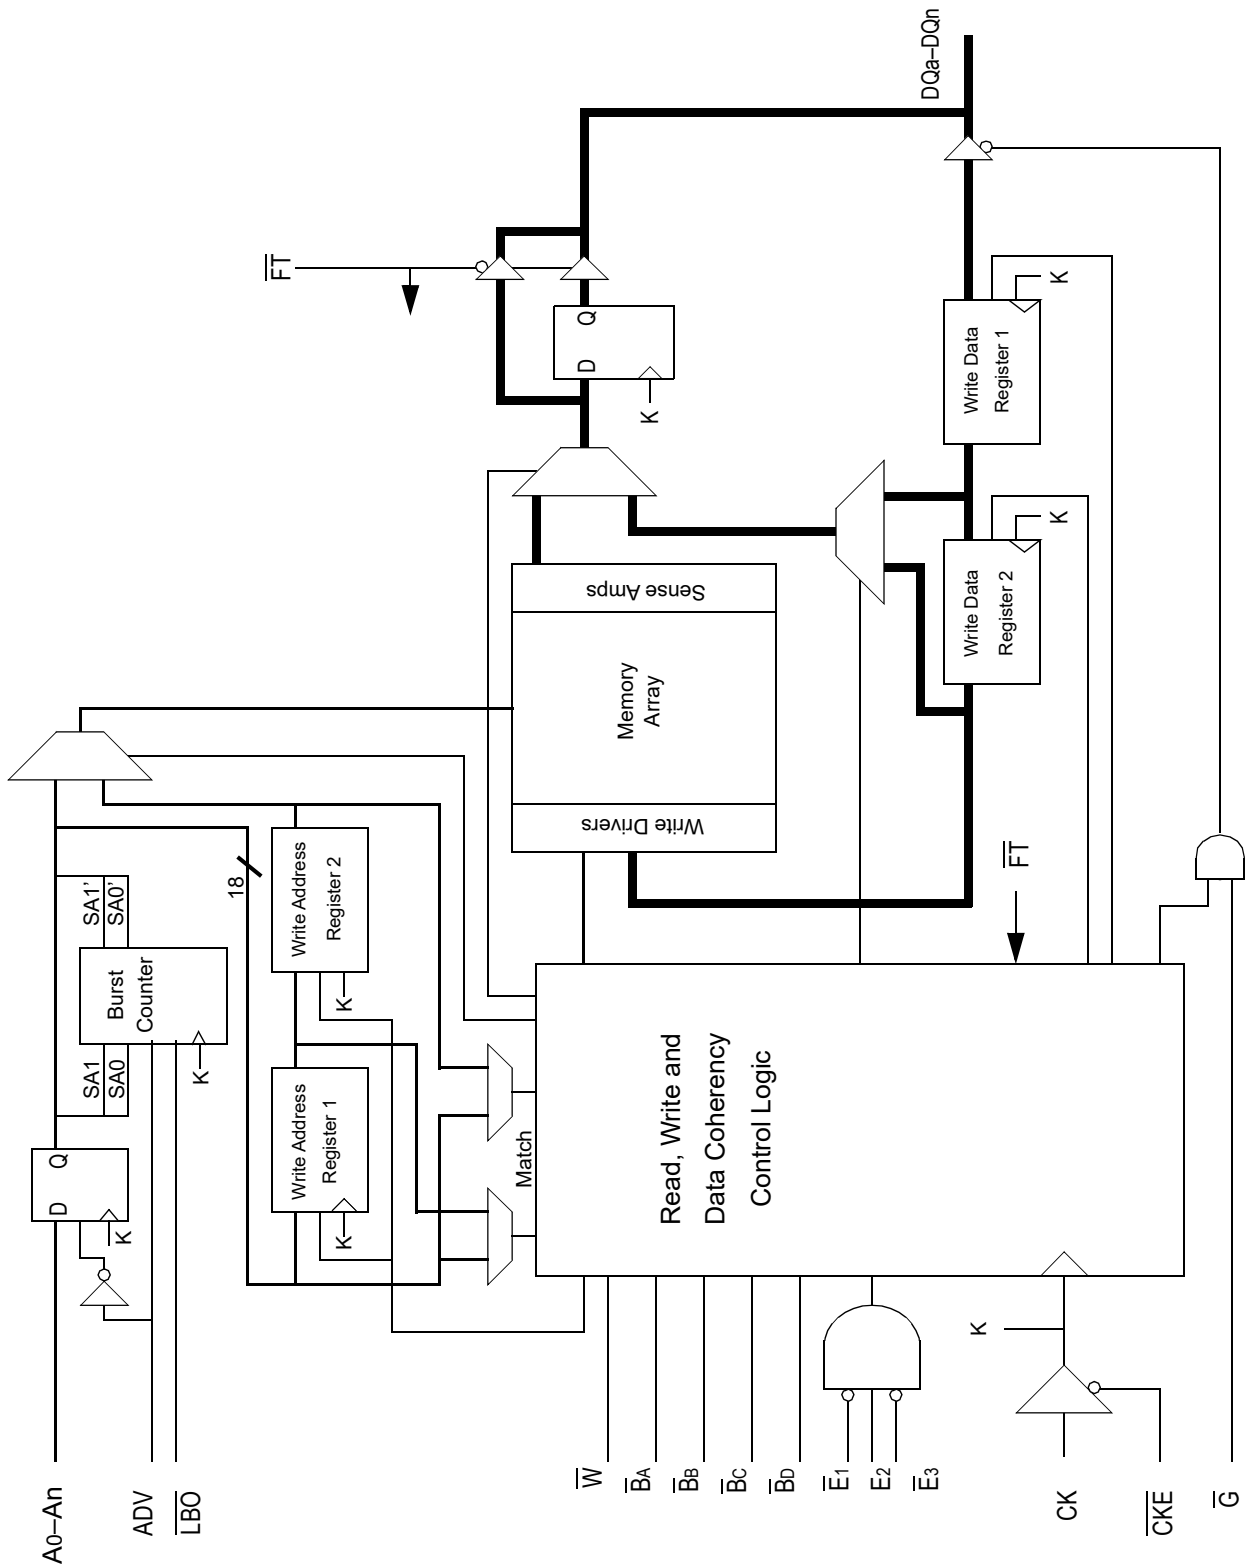 A0–An
ADV
LBO
D
Q
K
SA1
SA0
Burst
Counter
K
SA1'
SA0'
18
Write Address
Register 1
K
Write Address
Register 2
K
Match
W
BA
BB
BC
BD
E1
E2
E3
CK
CKE
G
K
Read, Write and
Data Coherency
Control Logic
FT
Write Drivers
Memory
Array
Sense Amps
Write Data
Register 2
K
Write Data
Register 1
K
D
Q
K
FT
DQa–DQn